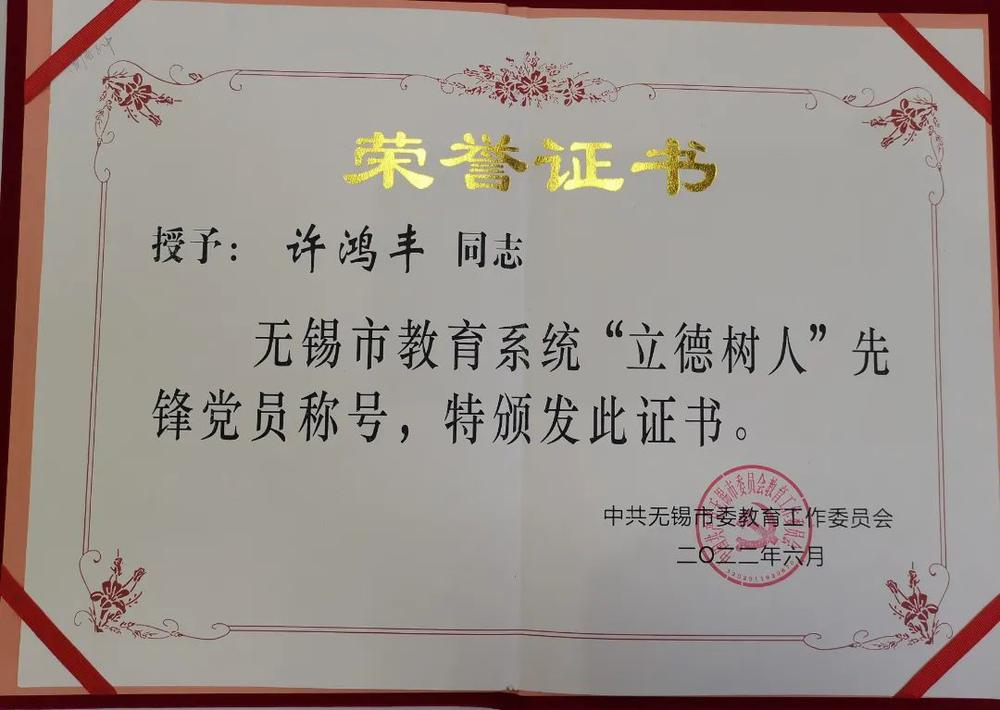 荣誉证书
授予：许鸿丰同志
无锡市教育系统“立德树人”先
锋党员称号，特颁发此证书。
中共无锡市委教育工作委员会
二〇二二年六月